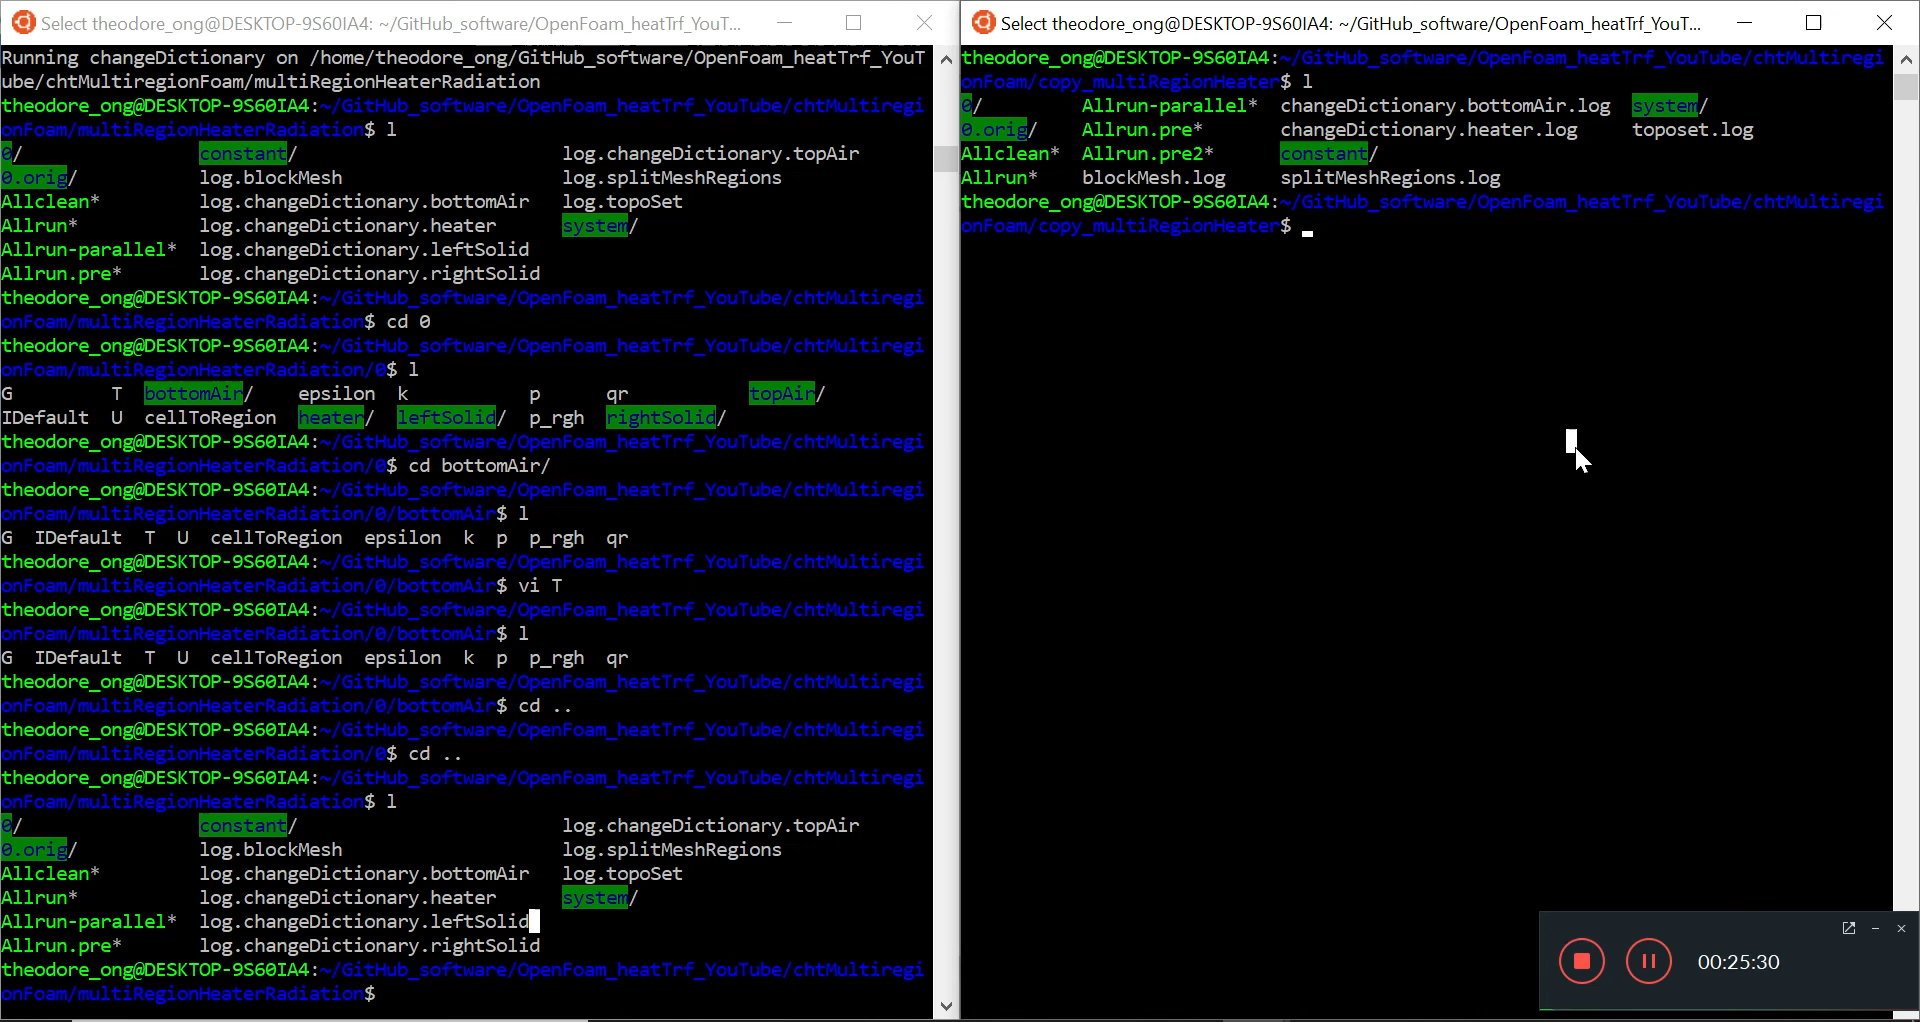 Select theodore_ong@DESKTOP-9S60IA4: ~/GitHub_software/OpenFoam_heatTrf_YouT...
Running changeDictionary on /home/theodore_ong/GitHub_software/OpenFoam_heatTrf_YouT
ube/chtMultiregionFoam/multiRegionHeaterRadiation
theodore_ong@DESKTOP-9S60IA4:~/GitHub_software/OpenFoam_heatTrf_YouTube/chtMultiregi
onFoam/multiRegionHeaterRadiation$ l
0/ constant/ log.changeDictionary.topAir
0.orig/ log.blockMesh log.splitMeshRegions
Allclean* log.changeDictionary.bottomAir log.topoSet
Allrun* log.changeDictionary.heater system/
Allrun-parallel* log.changeDictionary.leftSolid
Allrun.pre* log.changeDictionary.rightSolid
theodore_ong@DESKTOP-9S60IA4:~/GitHub_software/OpenFoam_heatTrf_YouTube/chtMultiregi
onFoam/multiRegionHeaterRadiation$ cd 0
theodore_ong@DESKTOP-9S60IA4:~/GitHub_software/OpenFoam_heatTrf_YouTube/chtMultiregi
onFoam/multiRegionHeaterRadiation/0$ l
G T bottomAir/ epsilon k p qr topAir/
IDefault U cellToRegion heater/ leftSolid/ p_rgh rightSolid/
theodore_ong@DESKTOP-9S60IA4:~/GitHub_software/OpenFoam_heatTrf_YouTube/chtMultiregi
onFoam/multiRegionHeaterRadiation/0$ cd bottomAir/
theodore_ong@DESKTOP-9S60IA4:~/GitHub_software/OpenFoam_heatTrf_YouTube/chtMultiregi
onFoam/multiRegionHeaterRadiation/0/bottomAir$ l
G IDefault T U cellToRegion epsilon k p p_rgh qr
theodore_ong@DESKTOP-9S60IA4:~/GitHub_software/OpenFoam_heatTrf_YouTube/chtMultiregi
onFoam/multiRegionHeaterRadiation/0/bottomAir$ vi T
theodore_ong@DESKTOP-9S60IA4:~/GitHub_software/OpenFoam_heatTrf_YouTube/chtMultiregi
onFoam/multiRegionHeaterRadiation/0/bottomAir$ l
G IDefault T U cellToRegion epsilon k p p_rgh qr
theodore_ong@DESKTOP-9S60IA4:~/GitHub_software/OpenFoam_heatTrf_YouTube/chtMultiregi
onFoam/multiRegionHeaterRadiation/0/bottomAir$ cd ..
theodore_ong@DESKTOP-9S60IA4:~/GitHub_software/OpenFoam_heatTrf_YouTube/chtMultiregi
onFoam/multiRegionHeaterRadiation/0$ cd ..
theodore_ong@DESKTOP-9S60IA4:~/GitHub_software/OpenFoam_heatTrf_YouTube/chtMultiregi
onFoam/multiRegionHeaterRadiation$ l
0/ constant/ log.changeDictionary.topAir
0.orig/ log.blockMesh log.splitMeshRegions
Allclean* log.changeDictionary.bottomAir log.topoSet
Allrun* log.changeDictionary.heater system/
Allrun-parallel* log.changeDictionary.leftSolid
Allrun.pre* log.changeDictionary.rightSolid
theodore_ong@DESKTOP-9S60IA4:~/GitHub_software/OpenFoam_heatTrf_YouTube/chtMultiregi
onFoam/multiRegionHeaterRadiation$
Select theodore_ong@DESKTOP-9S60IA4: ~/GitHub_software/OpenFoam_heatTrf_YouT...
theodore_ong@DESKTOP-9S60IA4:~/GitHub_software/OpenFoam_heatTrf_YouTube/chtMultiregi
onFoam/copy_multiRegionHeater$ l
0/ Allrun-parallel* changeDictionary.bottomAir.log system/
0.orig/ Allrun.pre* changeDictionary.heater.log toposet.log
Allclean* Allrun.pre2* constant/
Allrun* blockMesh.log splitMeshRegions.log
theodore_ong@DESKTOP-9S60IA4:~/GitHub_software/OpenFoam_heatTrf_YouTube/chtMultiregi
onFoam/copy_multiRegionHeater$
00:25:30